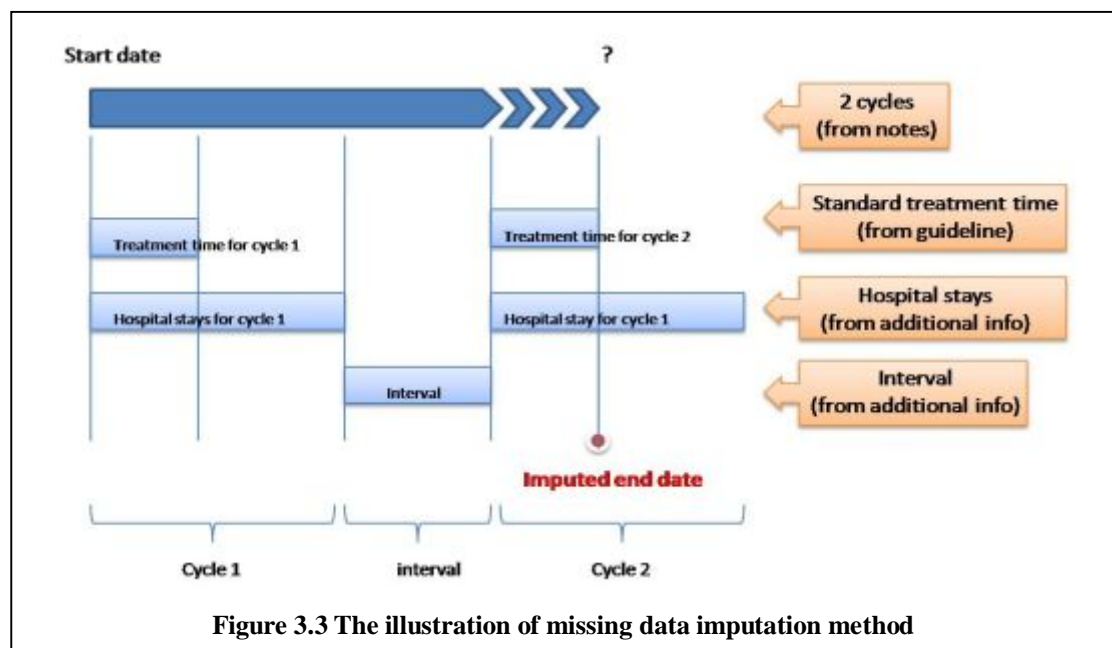 Start date
?
2 cycles
(from notes)
Treatment time for cycle 1
Treatment time for cycle 2
Standard treatment time
(from guideline)
Hospital stays for cycle 1
Hospital stay for cycle 1
Hospital stays
(from additional info)
Interval
Interval
(from additional info)
Imputed end date
Cycle 1
interval
Cycle 2
Figure 3.3 The illustration of missing data imputation method